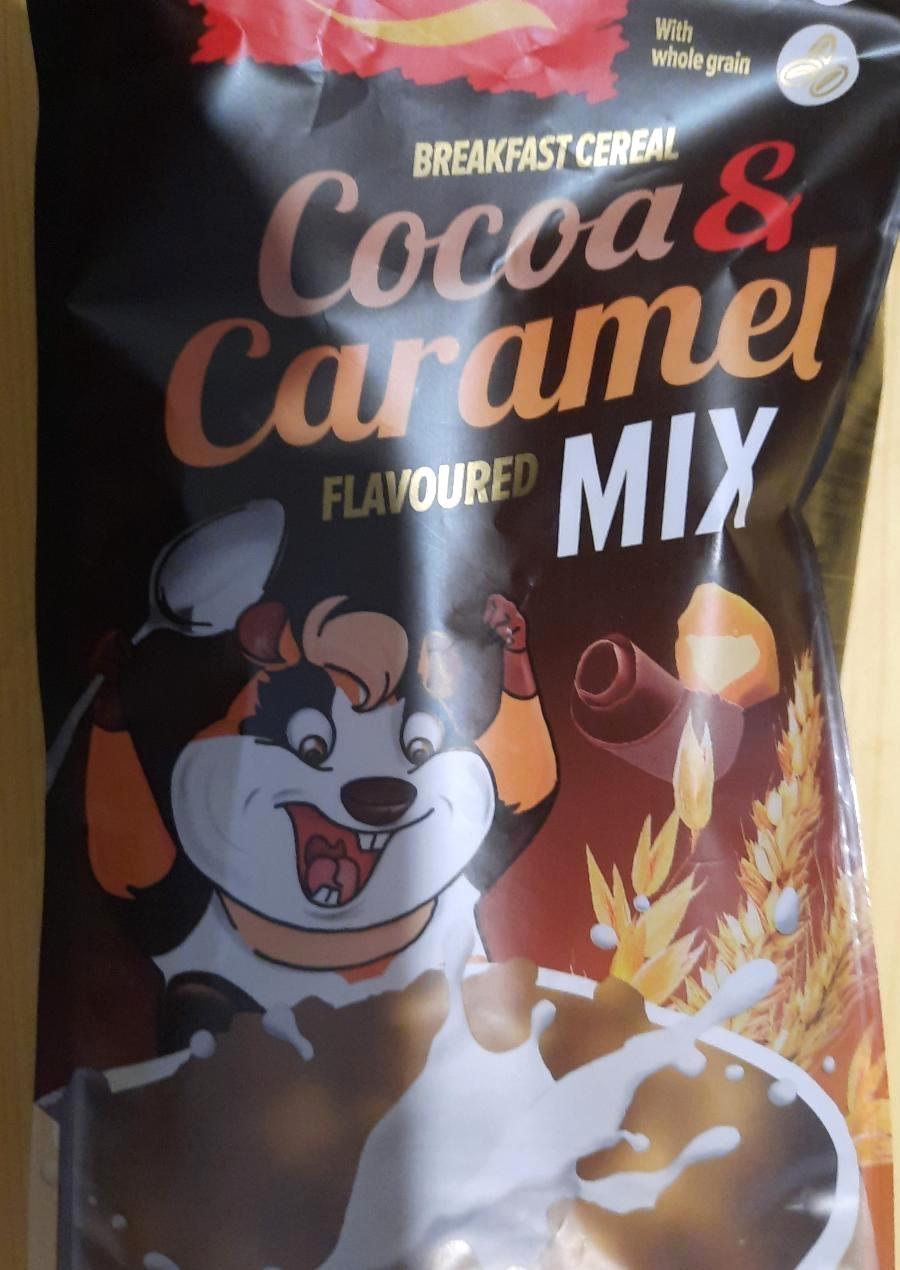 With
whole grain
BREAKFAST CEREAL
Cocoa &
Caramel
FLAVOURED MIX